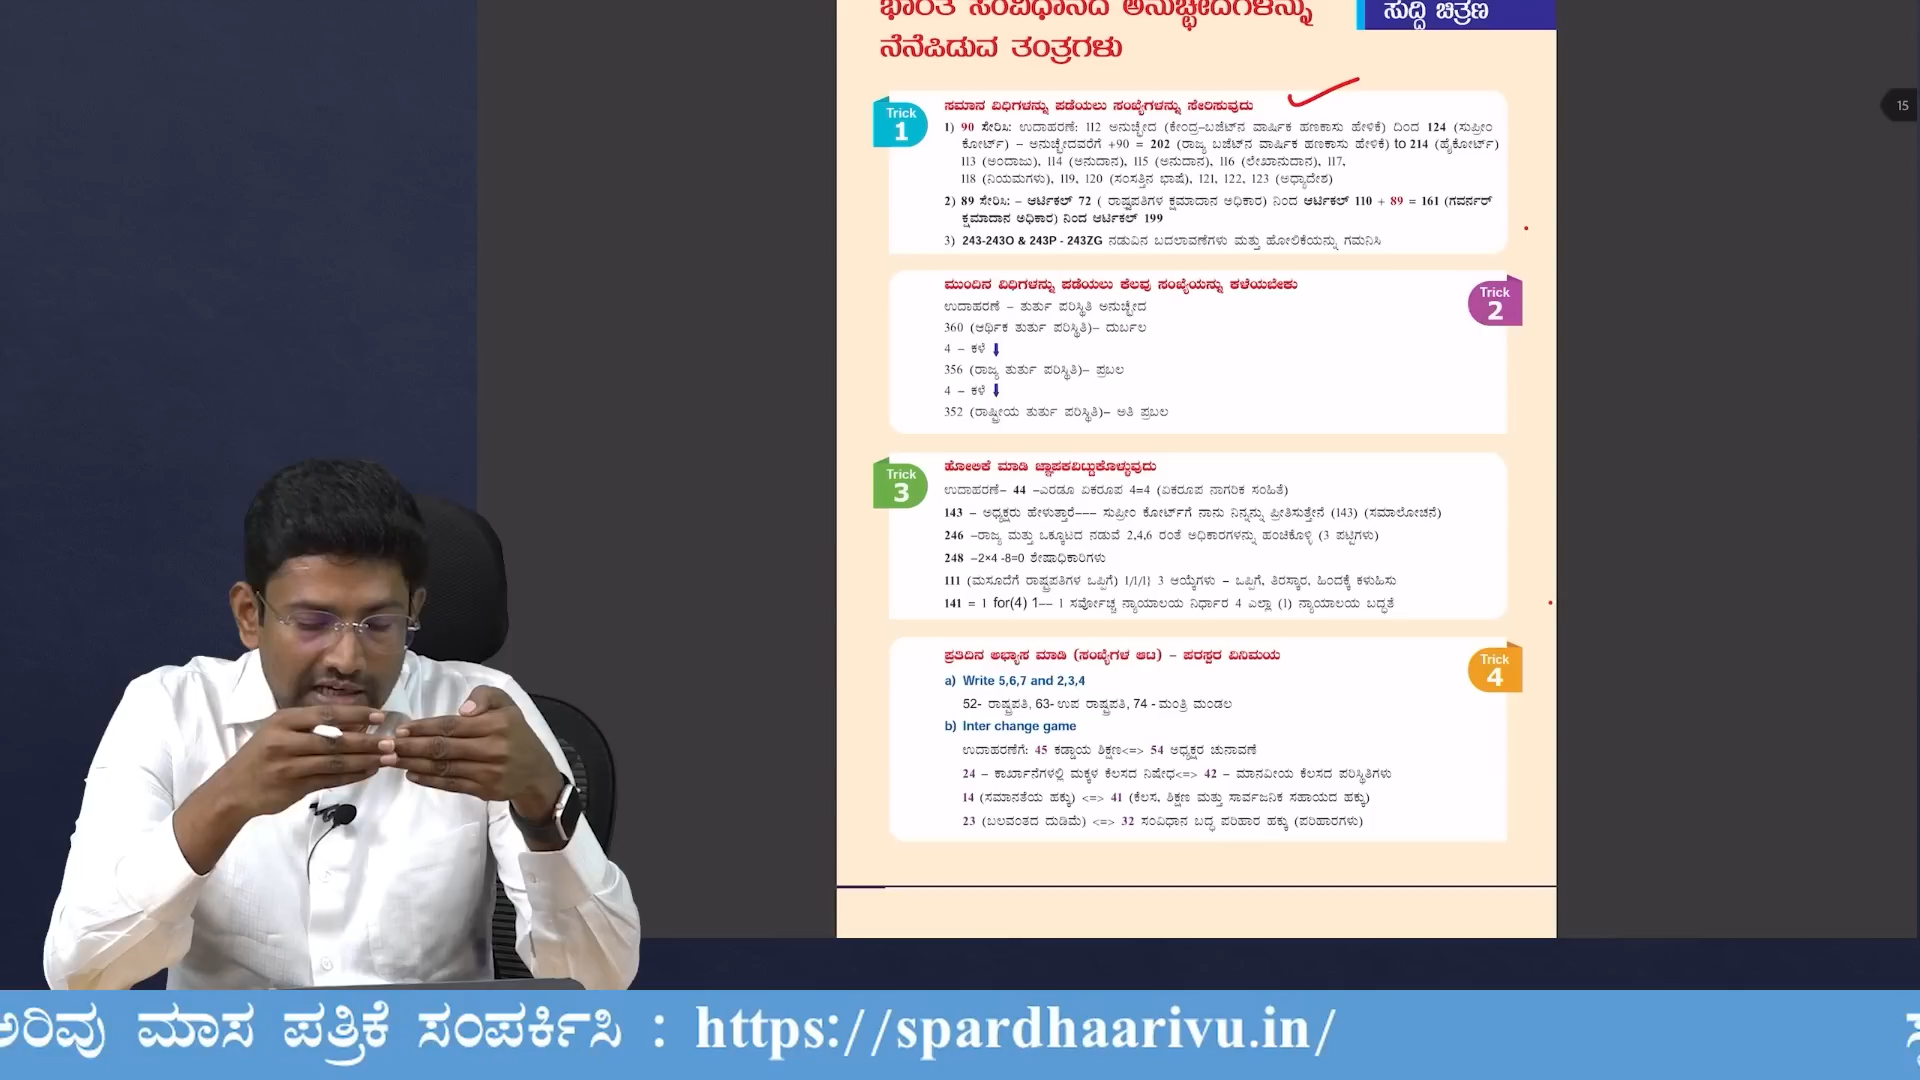 ಭಾರತ ಸಂವಿಧಾನದ ಅನುಚ್ಛೇದಗಳನ್ನು
ನೆನೆಪಿಡುವ ತಂತ್ರಗಳು
ಸುದ್ದಿ ಚಿತ್ರಣ
15
Trick
1
ಸಮಾನ ವಿಧಿಗಳನ್ನು ಪಡೆಯಲು ಸಂಖ್ಯೆಗಳನ್ನು ಸೇರಿಸುವುದು
1) 90 ಸೇರಿಸಿ: ಉದಾಹರಣೆ: 112 ಅನುಚ್ಛೇದ (ಕೇಂದ್ರ-ಬಜೆಟ್‌ನ ವಾರ್ಷಿಕ ಹಣಕಾಸು ಹೇಳಿಕೆ) ದಿಂದ 124 (ಸುಪ್ರೀಂ
ಕೋರ್ಟ್) – ಅನುಚ್ಛೇದವರೆಗೆ +90 = 202 (ರಾಜ್ಯ ಬಜೆಟ್‌ನ ವಾರ್ಷಿಕ ಹಣಕಾಸು ಹೇಳಿಕೆ) to 214 (ಹೈಕೋರ್ಟ್)
113 (ಅಂದಾಜು), 114 (ಅನುದಾನ), 115 (ಅನುದಾನ), 116 (ಲೇಖಾನುದಾನ), 117,
118 (ನಿಯಮಗಳು), 119, 120 (ಸಂಸತ್ತಿನ ಭಾಷೆ), 121, 122, 123 (ಅಧ್ಯಾದೇಶ)
2) 89 ಸೇರಿಸಿ: – ಆರ್ಟಿಕಲ್ 72 ( ರಾಷ್ಟ್ರಪತಿಗಳ ಕ್ಷಮಾದಾನ ಅಧಿಕಾರ) ನಿಂದ ಆರ್ಟಿಕಲ್ 110 + 89 = 161 (ಗವರ್ನರ್
ಕ್ಷಮಾದಾನ ಅಧಿಕಾರ) ನಿಂದ ಆರ್ಟಿಕಲ್ 199
3) 243-243O & 243P - 243ZG ನಡುವಿನ ಬದಲಾವಣೆಗಳು ಮತ್ತು ಹೋಲಿಕೆಯನ್ನು ಗಮನಿಸಿ
Trick
2
ಮುಂದಿನ ವಿಧಿಗಳನ್ನು ಪಡೆಯಲು ಕೆಲವು ಸಂಖ್ಯೆಯನ್ನು ಕಳೆಯಬೇಕು
ಉದಾಹರಣೆ – ತುರ್ತು ಪರಿಸ್ಥಿತಿ ಅನುಚ್ಛೇದ
360 (ಆರ್ಥಿಕ ತುರ್ತು ಪರಿಸ್ಥಿತಿ)– ದುರ್ಬಲ
4 – ಕಳೆ
356 (ರಾಜ್ಯ ತುರ್ತು ಪರಿಸ್ಥಿತಿ)– ಪ್ರಬಲ
4 – ಕಳೆ
352 (ರಾಷ್ಟ್ರೀಯ ತುರ್ತು ಪರಿಸ್ಥಿತಿ)– ಅತಿ ಪ್ರಬಲ
Trick
3
ಹೋಲಿಕೆ ಮಾಡಿ ಜ್ಞಾಪಕವಿಟ್ಟುಕೊಳ್ಳುವುದು
ಉದಾಹರಣೆ– 44 –ಎರಡೂ ಏಕರೂಪ 4=4 (ಏಕರೂಪ ನಾಗರಿಕ ಸಂಹಿತೆ)
143 – ಅಧ್ಯಕ್ಷರು ಹೇಳುತ್ತಾರೆ––– ಸುಪ್ರೀಂ ಕೋರ್ಟ್‌ಗೆ ನಾನು ನಿನ್ನನ್ನು ಪ್ರೀತಿಸುತ್ತೇನೆ (143) (ಸಮಾಲೋಚನೆ)
246 –ರಾಜ್ಯ ಮತ್ತು ಒಕ್ಕೂಟದ ನಡುವೆ 2,4,6 ರಂತೆ ಅಧಿಕಾರಗಳನ್ನು ಹಂಚಿಕೊಳ್ಳಿ (3 ಪಟ್ಟಿಗಳು)
248 –2×4 -8=0 ಶೇಷಾಧಿಕಾರಿಗಳು
111 (ಮಸೂದೆಗೆ ರಾಷ್ಟ್ರಪತಿಗಳ ಒಪ್ಪಿಗೆ) 1/1/1} 3 ಆಯ್ಕೆಗಳು – ಒಪ್ಪಿಗೆ, ತಿರಸ್ಕಾರ, ಹಿಂದಕ್ಕೆ ಕಳುಹಿಸು
141 = 1 for(4) 1–– 1 ಸರ್ವೋಚ್ಚ ನ್ಯಾಯಾಲಯ ನಿರ್ಧಾರ 4 ಎಲ್ಲಾ (1) ನ್ಯಾಯಾಲಯ ಬದ್ಧತೆ
Trick
4
ಪ್ರತಿದಿನ ಅಭ್ಯಾಸ ಮಾಡಿ (ಸಂಖ್ಯೆಗಳ ಆಟ) – ಪರಸ್ಪರ ವಿನಿಮಯ
a) Write 5,6,7 and 2,3,4
52- ರಾಷ್ಟ್ರಪತಿ, 63- ಉಪ ರಾಷ್ಟ್ರಪತಿ, 74 - ಮಂತ್ರಿ ಮಂಡಲ
b) Inter change game
ಉದಾಹರಣೆಗೆ: 45 ಕಡ್ಡಾಯ ಶಿಕ್ಷಣ<=> 54 ಅಧ್ಯಕ್ಷರ ಚುನಾವಣೆ
24 – ಕಾರ್ಖಾನೆಗಳಲ್ಲಿ ಮಕ್ಕಳ ಕೆಲಸದ ನಿಷೇಧ<=> 42 – ಮಾನವೀಯ ಕೆಲಸದ ಪರಿಸ್ಥಿತಿಗಳು
14 (ಸಮಾನತೆಯ ಹಕ್ಕು) <=> 41 (ಕೆಲಸ, ಶಿಕ್ಷಣ ಮತ್ತು ಸಾರ್ವಜನಿಕ ಸಹಾಯದ ಹಕ್ಕು)
23 (ಬಲವಂತದ ದುಡಿಮೆ) <=> 32 ಸಂವಿಧಾನ ಬದ್ಧ ಪರಿಹಾರ ಹಕ್ಕು (ಪರಿಹಾರಗಳು)
ಅರಿವು ಮಾಸ ಪತ್ರಿಕೆ ಸಂಪರ್ಕಿಸಿ : https://spardhaarivu.in/